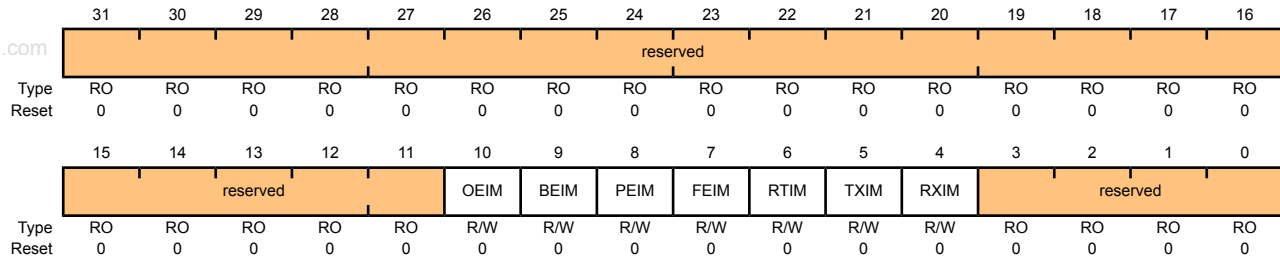 31 30 29 28 27 26 25 24 23 22 21 20 19 18 17 16
.com
reserved
Type RO RO RO RO RO RO RO RO RO RO RO RO RO RO RO RO
Reset 0 0 0 0 0 0 0 0 0 0 0 0 0 0 0 0
15 14 13 12 11 10 9 8 7 6 5 4 3 2 1 0
reserved OEIM BEIM PEIM FEIM RTIM TXIM RXIM reserved
Type RO RO RO RO RO R/W R/W R/W R/W R/W R/W R/W RO RO RO RO
Reset 0 0 0 0 0 0 0 0 0 0 0 0 0 0 0 0